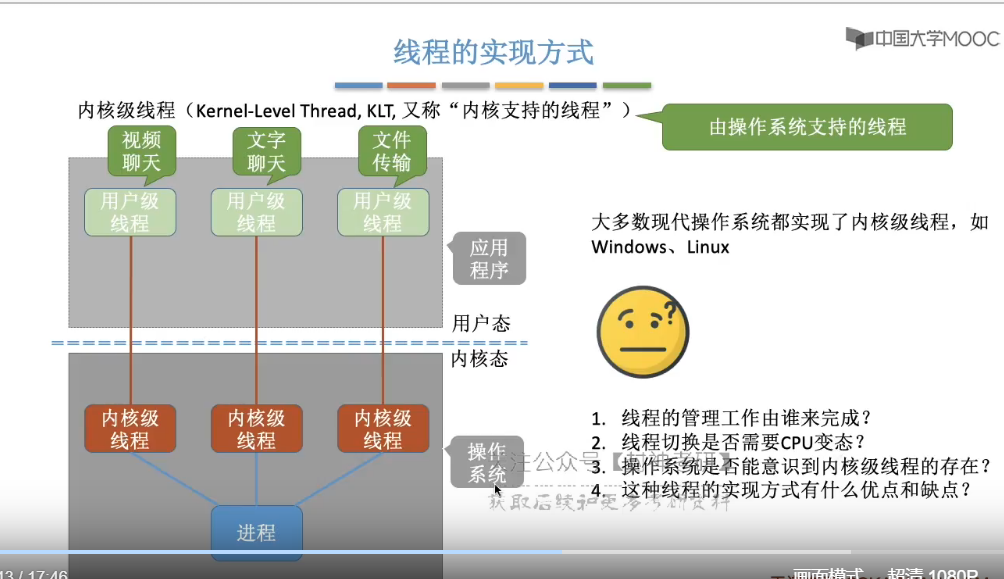 中国大学MOOC
线程的实现方式
内核级线程（Kernel-Level Thread, KLT, 又称“内核支持的线程”）
由操作系统支持的线程
视频
聊天
文字
聊天
文件
传输
用户级
线程
用户级
线程
用户级
线程
应用
程序
大多数现代操作系统都实现了内核级线程，如
Windows、Linux
用户态
内核态
内核级
线程
内核级
线程
内核级
线程
操作
系统
进程
1. 线程的管理工作由谁来完成？
2. 线程切换是否需要CPU变态？
3. 操作系统是否能意识到内核级线程的存在？
4. 这种线程的实现方式有什么优点和缺点？
注公众号
获取后续和更多考研资料
13 / 17:46
画面模式
超清 1080P